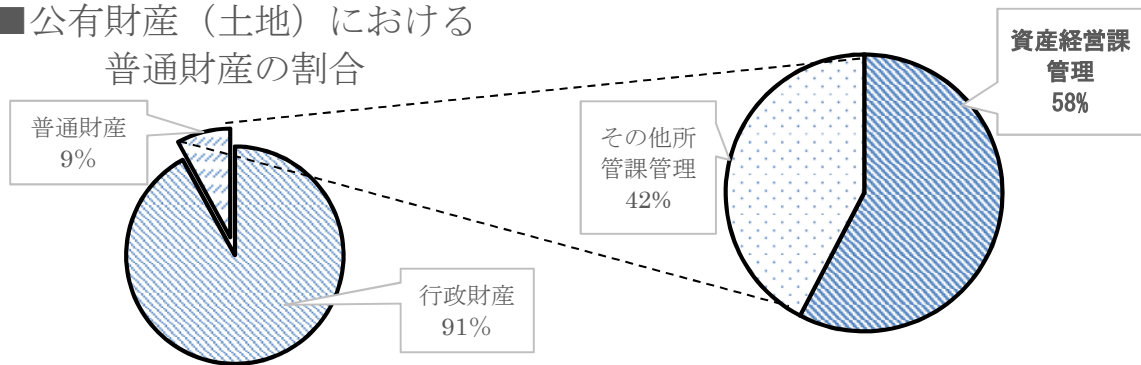 ■公有財産（土地）における
普通財産の割合
普通財産
9%
行政財産
91%
その他所
管課管理
42%
資産経営課
管理
58%